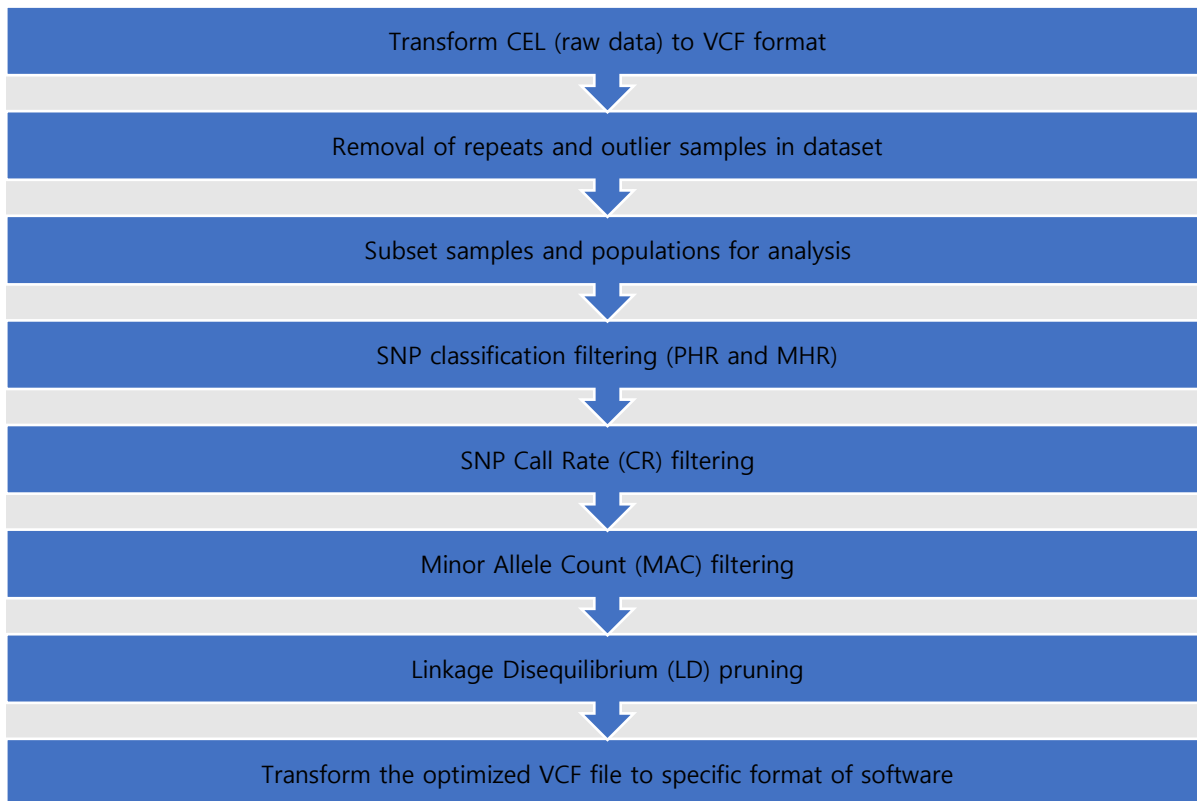 Transform CEL (raw data) to VCF format
Removal of repeats and outlier samples in dataset
Subset samples and populations for analysis
SNP classification filtering (PHR and MHR)
SNP Call Rate (CR) filtering
Minor Allele Count (MAC) filtering
Linkage Disequilibrium (LD) pruning
Transform the optimized VCF file to specific format of software